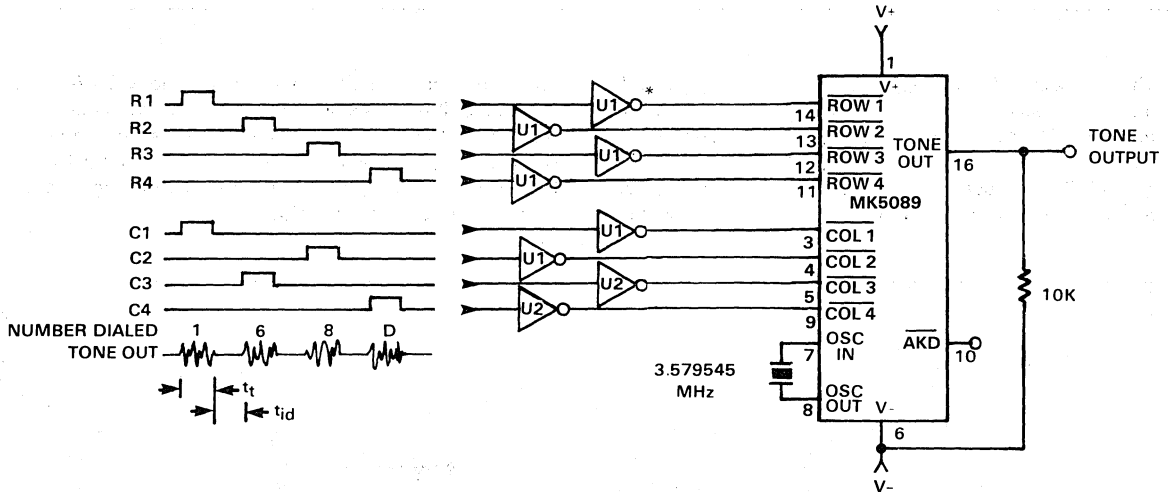 V+
1
V+
R1
U1
*
ROW 1
14
R2
U1
ROW 2
13
TONE
OUT
16
TONE
OUTPUT
R3
U1
ROW 3
12
R4
U1
ROW 4
11
MK5089
C1
U1
COL 1
3
C2
U1
COL 2
4
C3
U2
COL 3
5
C4
U2
COL 4
9
10K
NUMBER DIALED 1 6 8 D
TONE OUT
OSC
IN
7
AKD
10
3.579545
MHz
tt
tid
OSC
OUT
8
V-
6
V-